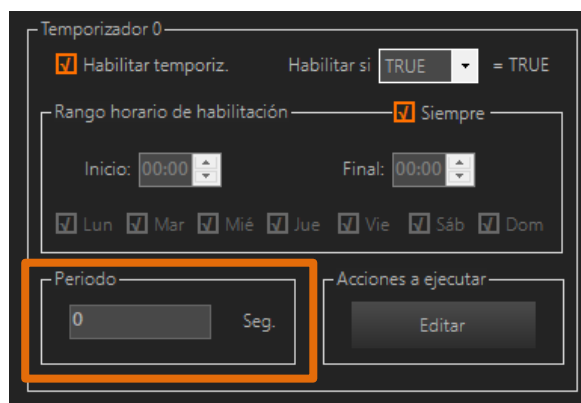 Temporizador 0
Habilitar temporiz. Habilitar si TRUE = TRUE
Rango horario de habilitación Siempre
Inicio: 00:00 Final: 00:00
Lun Mar Mié Jue Vie Sáb Dom
Periodo Acciones a ejecutar
0 Seg. Editar